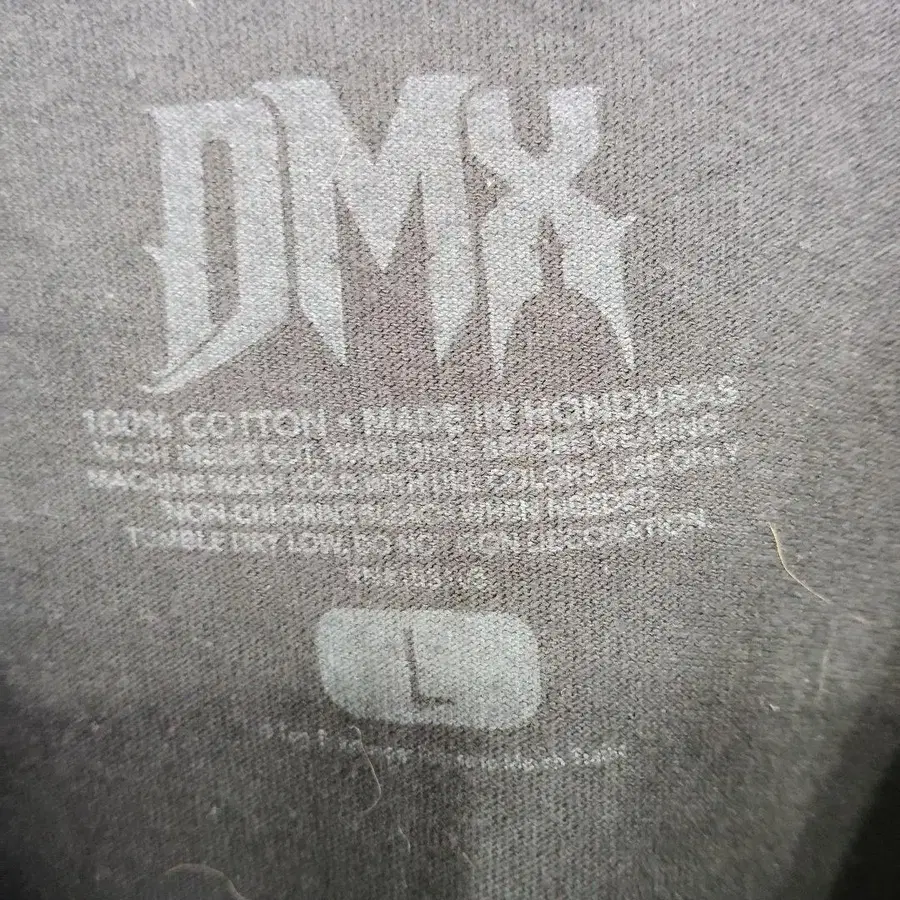 DMX
100% COTTON • MADE IN HONDURAS
WASH INSIDE OUT, WASH ONCE BEFORE WEARING.
MACHINE WASH COLD WITH LIKE COLORS. USE ONLY
NON-CHLORINE BLEACH WHEN NEEDED.
TUMBLE DRY LOW. DO NOT IRON DECORATION.
L